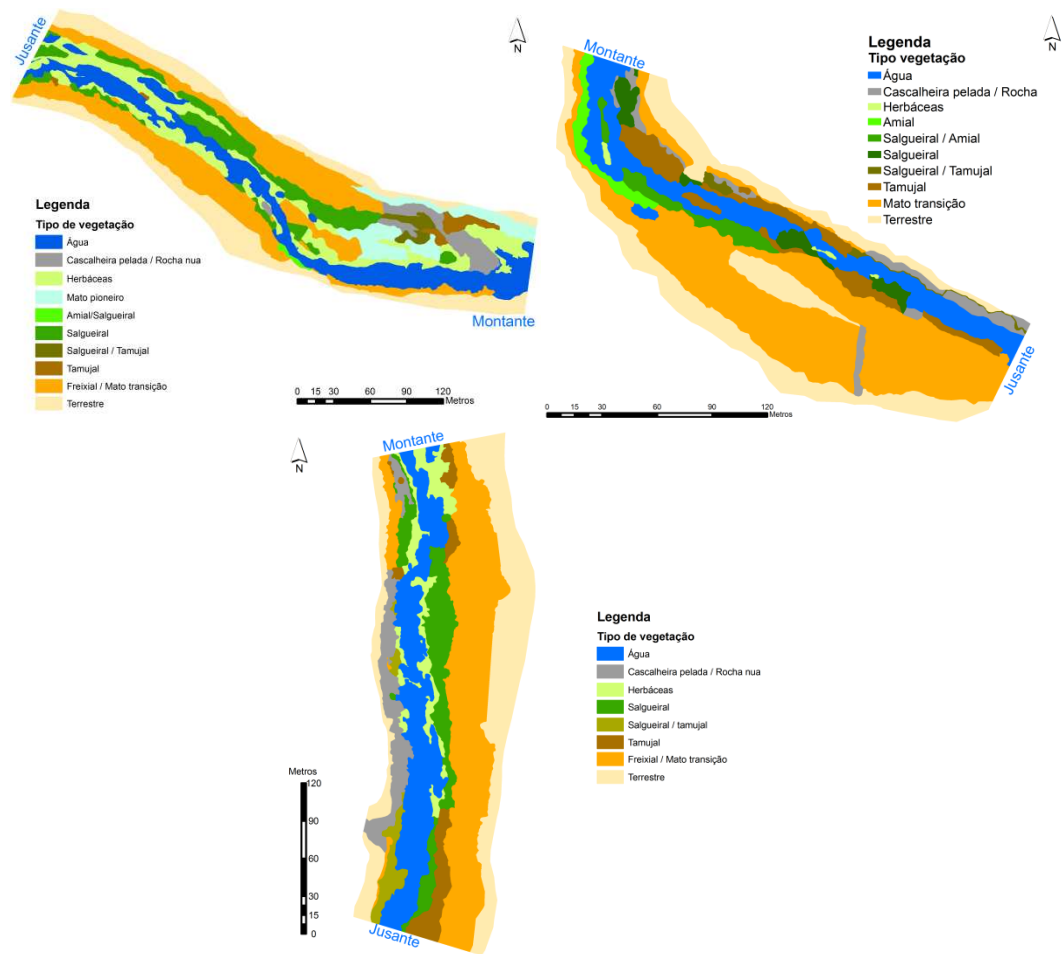 Jusante
N
Montante
Legenda
Tipo de vegetação
Água
Cascalheira pelada / Rocha nua
Herbáceas
Mato pioneiro
Amial/Salgueiral
Salgueiral
Salgueiral / Tamujal
Tamujal
Freixial / Mato transição
Terrestre
0 15 30 60 90 120
Metros
Montante
N
Jusante
Legenda
Tipo vegetação
Água
Cascalheira pelada / Rocha
Herbáceas
Amial
Salgueiral / Amial
Salgueiral
Salgueiral / Tamujal
Tamujal
Mato transição
Terrestre
0 15 30 60 90 120
Metros
N
Montante
Jusante
Metros
120
90
60
30
15
0
Legenda
Tipo de vegetação
Água
Cascalheira pelada / Rocha nua
Herbáceas
Salgueiral
Salgueiral / tamujal
Tamujal
Freixial / Mato transição
Terrestre